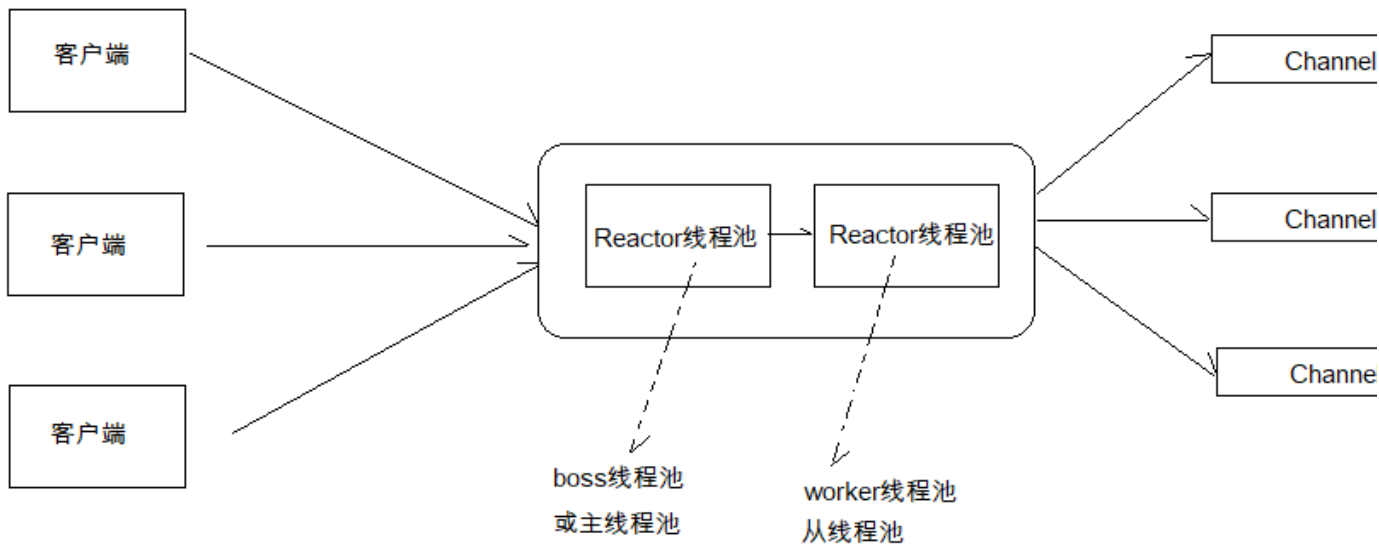 客户端
Channel
客户端
Reactor线程池
Reactor线程池
Channel
客户端
Channe
boss线程池
或主线程池
worker线程池
从线程池